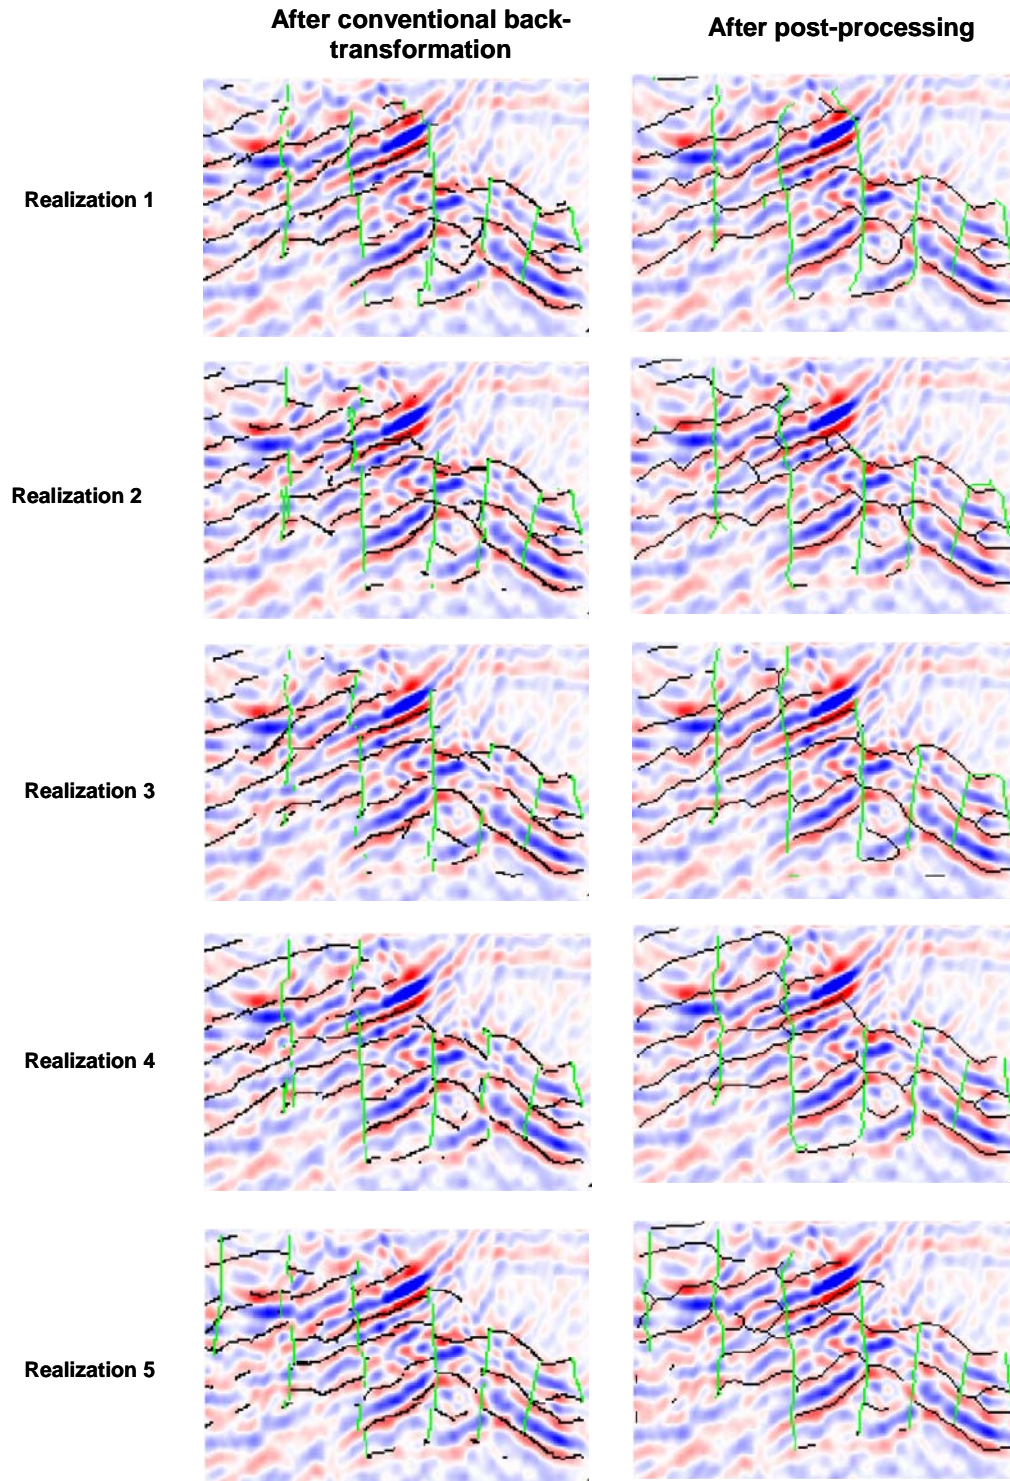 After conventional back-
transformation
After post-processing
Realization 1
Realization 2
Realization 3
Realization 4
Realization 5